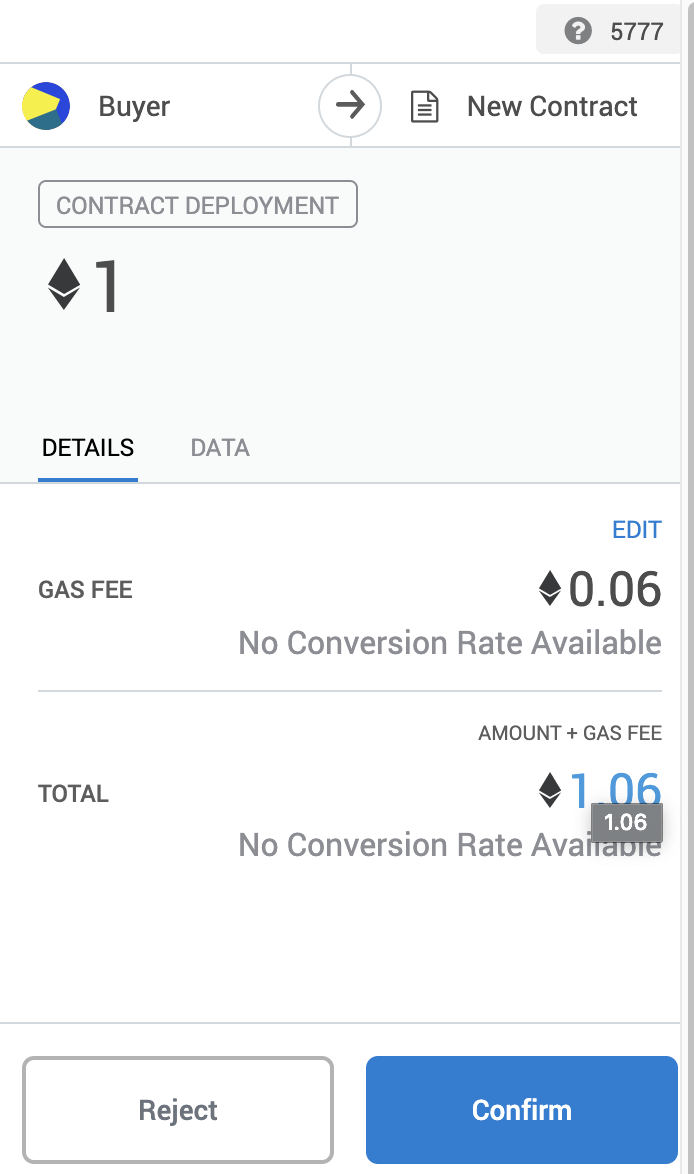 5777
Buyer
New Contract
CONTRACT DEPLOYMENT
1
DETAILS
DATA
EDIT
GAS FEE
0.06
No Conversion Rate Available
AMOUNT + GAS FEE
TOTAL
1.06
1.06
No Conversion Rate Available
Reject
Confirm